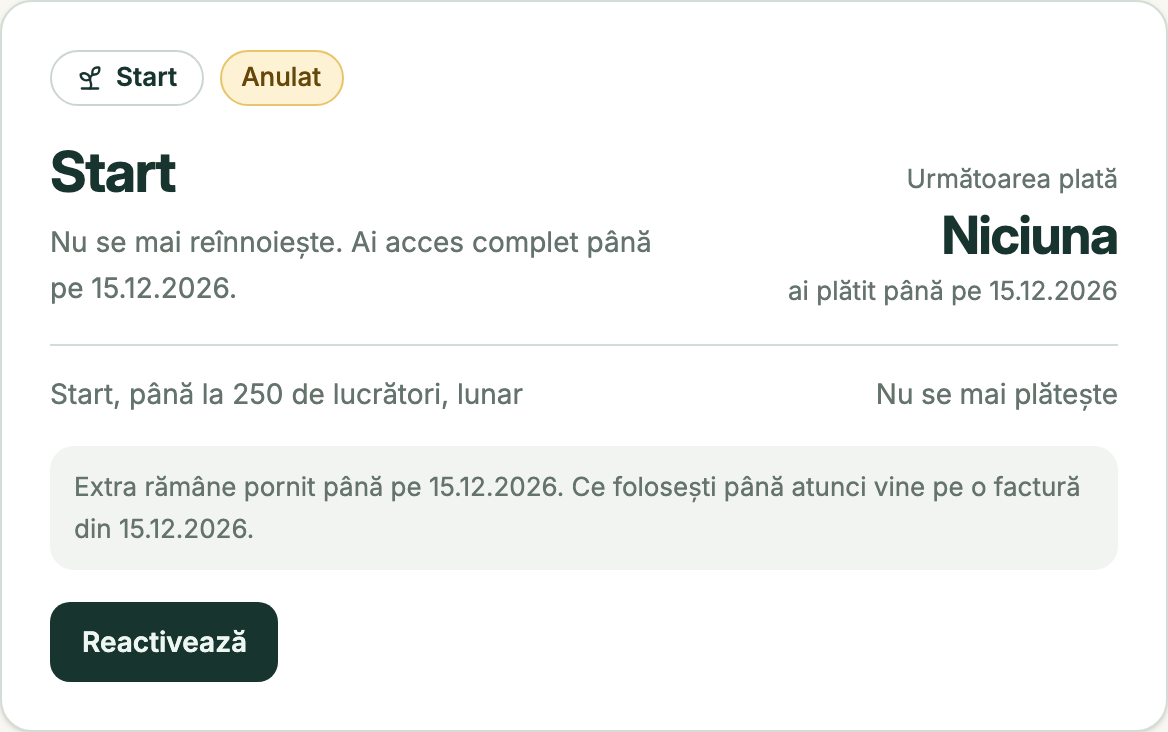 Start
Anulat
Start
Nu se mai reînnoiește. Ai acces complet până
pe 15.12.2026.
Următoarea plată
Niciuna
ai plătit până pe 15.12.2026
Start, până la 250 de lucrători, lunar
Nu se mai plătește
Extra rămâne pornit până pe 15.12.2026. Ce folosești până atunci vine pe o factură
din 15.12.2026.
Reactivează